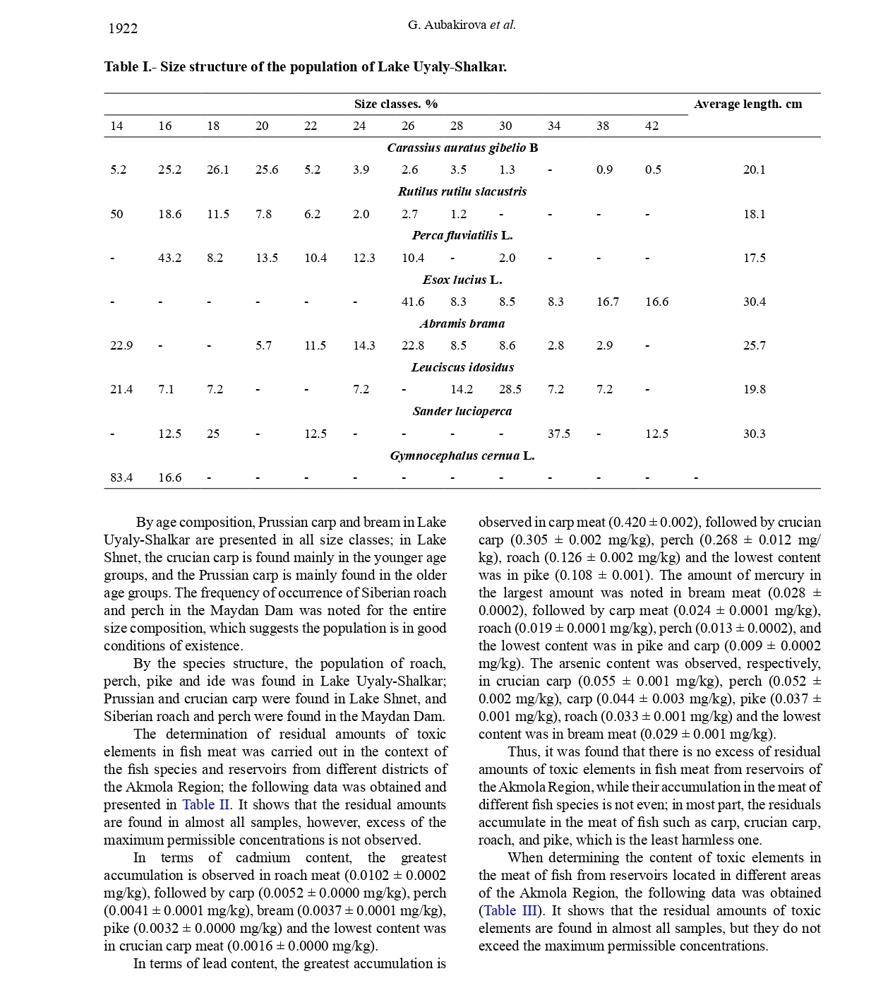 1922
G. Aubakirova et al.
Table I.- Size structure of the population of Lake Uyaly-Shalkar.
Size classes. % Average length. cm
14 16 18 20 22 24 26 28 30 34 38 42
Carassius auratus gibelio B
5.2 25.2 26.1 25.6 5.2 3.9 2.6 3.5 1.3 - 0.9 0.5 20.1
Rutilus rutilu slacustris
50 18.6 11.5 7.8 6.2 2.0 2.7 1.2 - - - - 18.1
Perca fluviatilis L.
- 43.2 8.2 13.5 10.4 12.3 10.4 - 2.0 - - - 17.5
Esox lucius L.
- - - - - - 41.6 8.3 8.5 8.3 16.7 16.6 30.4
Abramis brama
22.9 - - 5.7 11.5 14.3 22.8 8.5 8.6 2.8 2.9 - 25.7
Leuciscus idosidus
21.4 7.1 7.2 - - 7.2 - 14.2 28.5 7.2 7.2 - 19.8
Sander lucioperca
- 12.5 25 - 12.5 - - - - 37.5 - 12.5 30.3
Gymnocephalus cernua L.
83.4 16.6 - - - - - - - - - - -
By age composition, Prussian carp and bream in Lake
Uyaly-Shalkar are presented in all size classes; in Lake
Shnet, the crucian carp is found mainly in the younger age
groups, and the Prussian carp is mainly found in the older
age groups. The frequency of occurrence of Siberian roach
and perch in the Maydan Dam was noted for the entire
size composition, which suggests the population is in good
conditions of existence.
By the species structure, the population of roach,
perch, pike and ide was found in Lake Uyaly-Shalkar;
Prussian and crucian carp were found in Lake Shnet, and
Siberian roach and perch were found in the Maydan Dam.
The determination of residual amounts of toxic
elements in fish meat was carried out in the context of
the fish species and reservoirs from different districts of
the Akmola Region; the following data was obtained and
presented in Table II. It shows that the residual amounts
are found in almost all samples, however, excess of the
maximum permissible concentrations is not observed.
In terms of cadmium content, the greatest
accumulation is observed in roach meat (0.0102 ± 0.0002
mg/kg), followed by carp (0.0052 ± 0.0000 mg/kg), perch
(0.0041 ± 0.0001 mg/kg), bream (0.0037 ± 0.0001 mg/kg),
pike (0.0032 ± 0.0000 mg/kg) and the lowest content was
in crucian carp meat (0.0016 ± 0.0000 mg/kg).
In terms of lead content, the greatest accumulation is
observed in carp meat (0.420 ± 0.002), followed by crucian
carp (0.305 ± 0.002 mg/kg), perch (0.268 ± 0.012 mg/
kg), roach (0.126 ± 0.002 mg/kg) and the lowest content
was in pike (0.108 ± 0.001). The amount of mercury in
the largest amount was noted in bream meat (0.028 ±
0.0002), followed by carp meat (0.024 ± 0.0001 mg/kg),
roach (0.019 ± 0.0001 mg/kg), perch (0.013 ± 0.0002), and
the lowest content was in pike and carp (0.009 ± 0.0002
mg/kg). The arsenic content was observed, respectively,
in crucian carp (0.055 ± 0.001 mg/kg), perch (0.052 ±
0.002 mg/kg), carp (0.044 ± 0.003 mg/kg), pike (0.037 ±
0.001 mg/kg), roach (0.033 ± 0.001 mg/kg) and the lowest
content was in bream meat (0.029 ± 0.001 mg/kg).
Thus, it was found that there is no excess of residual
amounts of toxic elements in fish meat from reservoirs of
the Akmola Region, while their accumulation in the meat of
different fish species is not even; in most part, the residuals
accumulate in the meat of fish such as carp, crucian carp,
roach, and pike, which is the least harmless one.
When determining the content of toxic elements in
the meat of fish from reservoirs located in different areas
of the Akmola Region, the following data was obtained
(Table III). It shows that the residual amounts of toxic
elements are found in almost all samples, but they do not
exceed the maximum permissible concentrations.